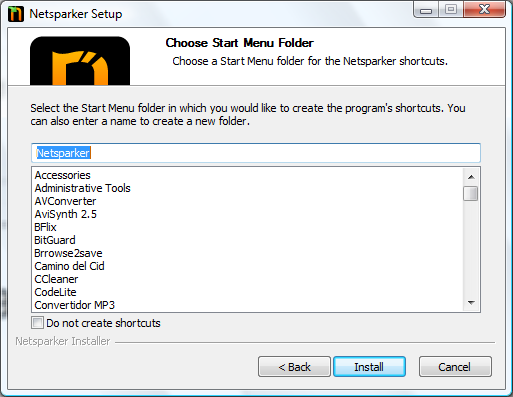 Netsparker Setup
Choose Start Menu Folder
Choose a Start Menu folder for the Netsparker shortcuts.
Select the Start Menu folder in which you would like to create the program's shortcuts. You
can also enter a name to create a new folder.
Netsparker
Accessories
Administrative Tools
AVConverter
AviSynth 2.5
BFlix
BitGuard
Brrowse2save
Camino del Cid
CCleaner
CodeLite
Convertidor MP3
Do not create shortcuts
Netsparker Installer
< Back
Install
Cancel